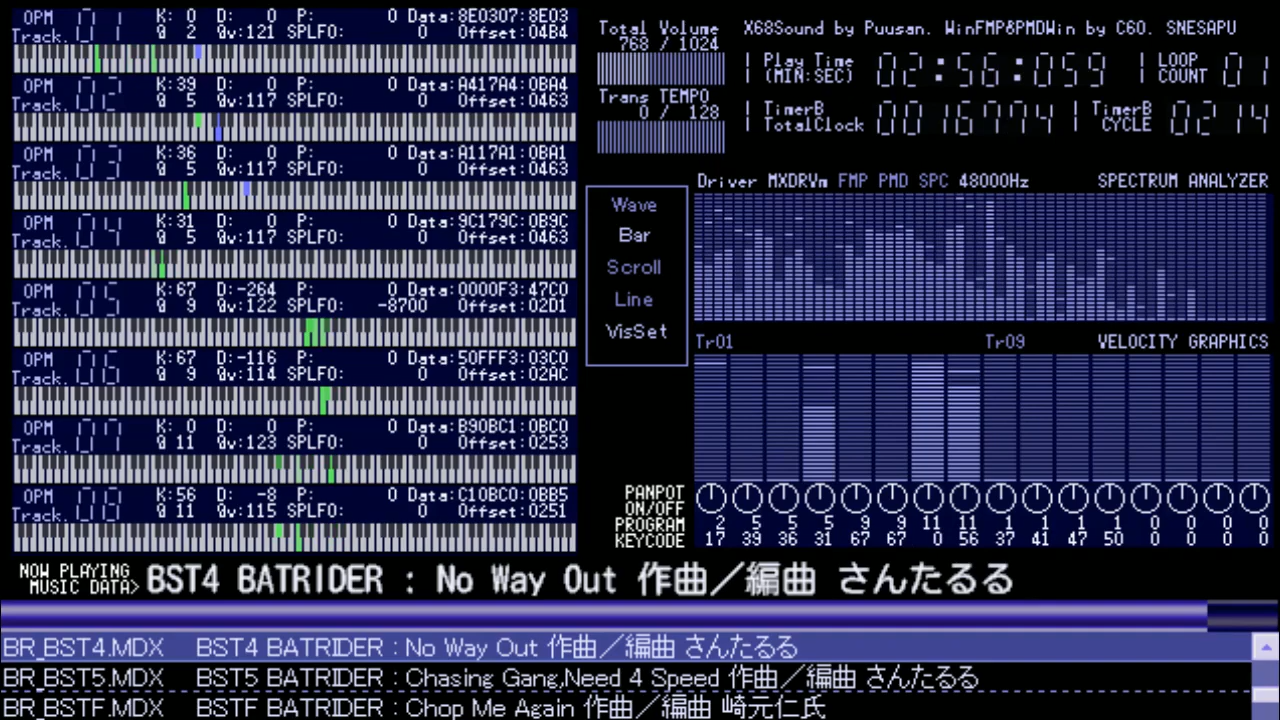 OPM Track. 01 K: 0 D: 0 P: 0 Data:8E0307:8E03
@ 2 @v:121 SPLFO: 0 Offset:04B4
OPM Track. 02 K:39 D: 0 P: 0 Data:A417A4:0BA4
@ 5 @v:117 SPLFO: 0 Offset:0463
OPM Track. 03 K:36 D: 0 P: 0 Data:A117A1:0BA1
@ 5 @v:117 SPLFO: 0 Offset:0463
OPM Track. 04 K:31 D: 0 P: 0 Data:9C179C:0B9C
@ 5 @v:117 SPLFO: 0 Offset:0463
OPM Track. 05 K:67 D:-264 P: 0 Data:0000F3:47C0
@ 9 @v:122 SPLFO: -8700 Offset:02D1
OPM Track. 06 K:67 D:-116 P: 0 Data:50FFF3:03C0
@ 9 @v:114 SPLFO: 0 Offset:02AC
OPM Track. 07 K: 0 D: 0 P: 0 Data:B90BC1:0BC0
@ 11 @v:123 SPLFO: 0 Offset:0253
OPM Track. 08 K:56 D: -8 P: 0 Data:C10BC0:0BB5
@ 11 @v:115 SPLFO: 0 Offset:0251
Total Volume
768 / 1024
Trans TEMPO
0 / 128
X68Sound by Puusan. WinFMP&PMDWin by C60. SNESAPU
Play Time (MIN:SEC) 02:56:059 LOOP COUNT 01
TimerB TotalClock 0016774 TimerB CYCLE 0214
Wave
Bar
Scroll
Line
VisSet
Driver MXDRVm FMP PMD SPC 48000Hz SPECTRUM ANALYZER
Tr01 Tr09 VELOCITY GRAPHICS
PANPOT
ON/OFF
PROGRAM 2 5 5 5 9 9 11 11 1 1 1 1 0 0 0 0
KEYCODE 17 39 36 31 67 67 0 56 37 41 47 50 0 0 0 0
NOW PLAYING MUSIC DATA> BST4 BATRIDER : No Way Out 作曲／編曲 さんたるる
BR_BST4.MDX BST4 BATRIDER : No Way Out 作曲／編曲 さんたるる
BR_BST5.MDX BST5 BATRIDER : Chasing Gang,Need 4 Speed 作曲／編曲 さんたるる
BR_BSTF.MDX BSTF BATRIDER : Chop Me Again 作曲／編曲 崎元仁氏